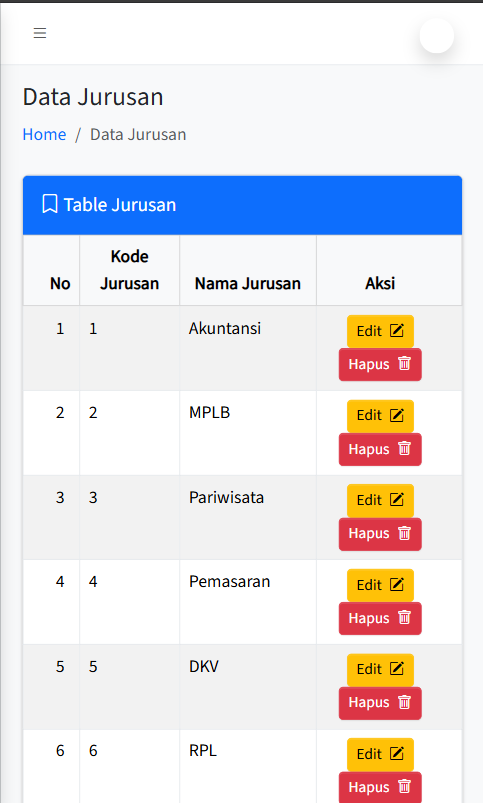 Data Jurusan
Home / Data Jurusan
Table Jurusan
No Kode Jurusan Nama Jurusan Aksi
1 1 Akuntansi Edit
Hapus
2 2 MPLB Edit
Hapus
3 3 Pariwisata Edit
Hapus
4 4 Pemasaran Edit
Hapus
5 5 DKV Edit
Hapus
6 6 RPL Edit
Hapus